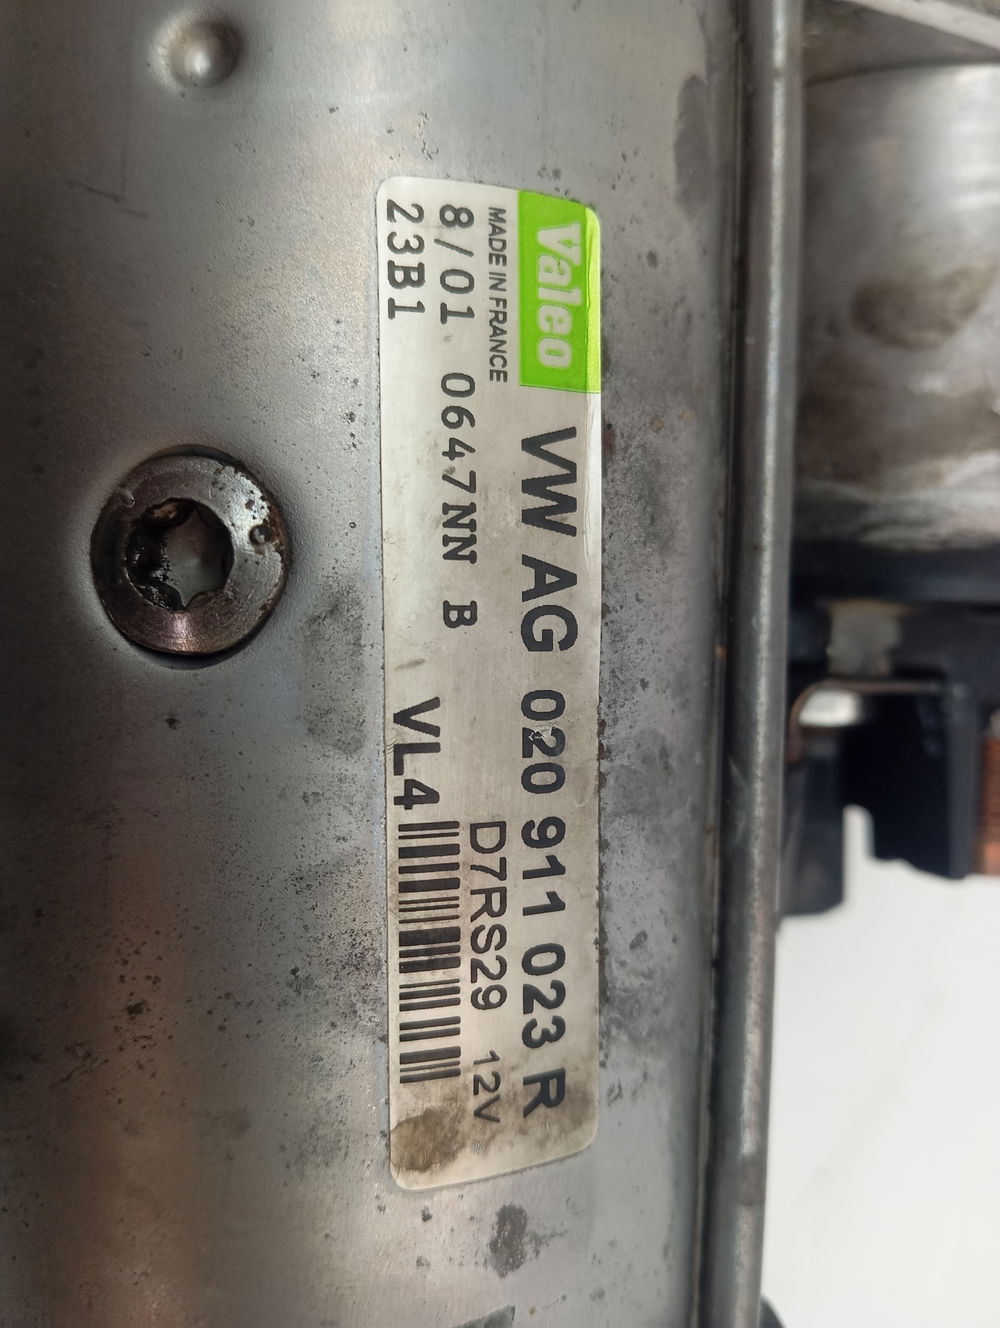 Valeo VW AG 020 911 023 R
MADE IN FRANCE D7RS29 12V
8/01 0647NN B
23B1 VL4